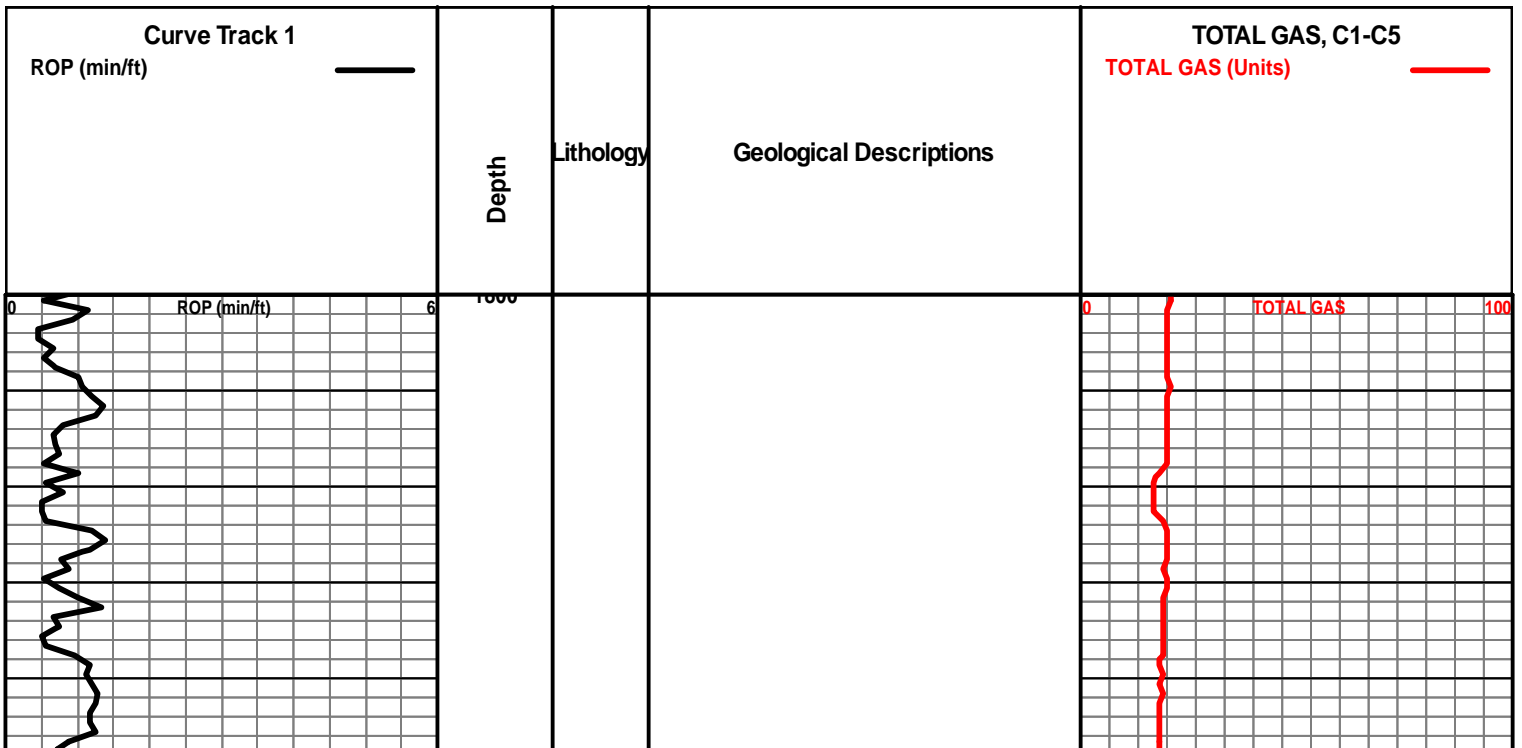 Curve Track 1
ROP (min/ft)
Depth
Lithology
Geological Descriptions
TOTAL GAS, C1-C5
TOTAL GAS (Units)
0 ROP (min/ft) 6
0 TOTAL GAS 100